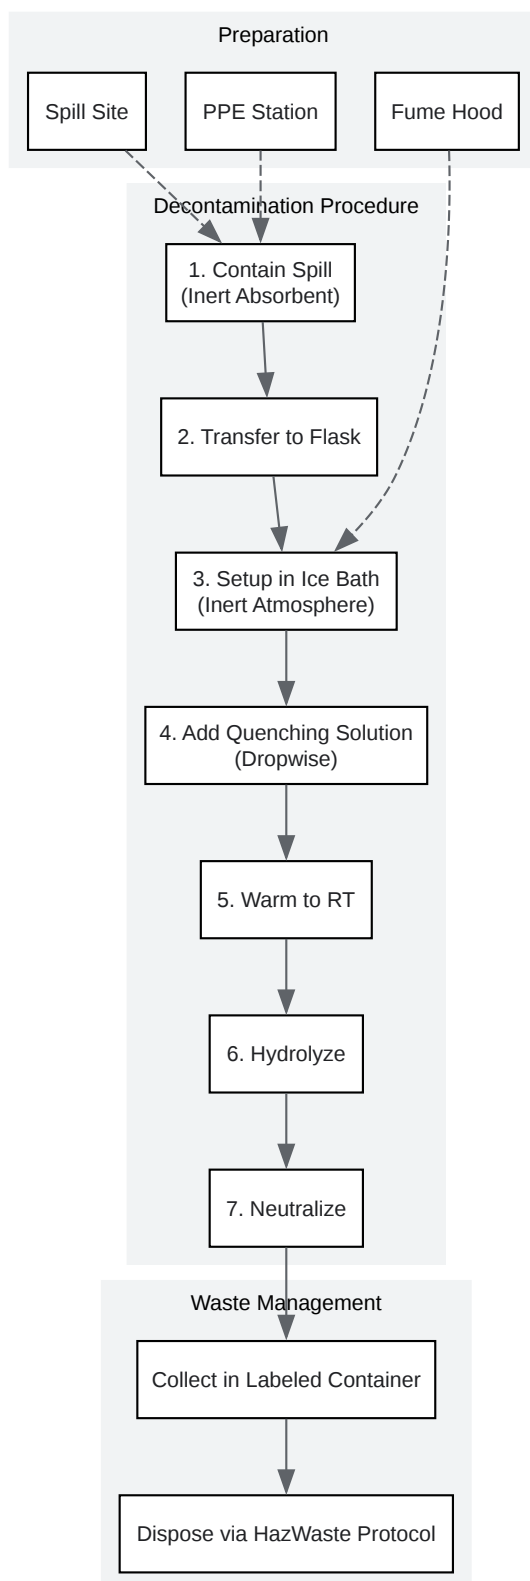 Preparation
Spill Site
PPE Station
Fume Hood
Decontamination Procedure
1. Contain Spill
(Inert Absorbent)
2. Transfer to Flask
3. Setup in Ice Bath
(Inert Atmosphere)
4. Add Quenching Solution
(Dropwise)
5. Warm to RT
6. Hydrolyze
7. Neutralize
Waste Management
Collect in Labeled Container
Dispose via HazWaste Protocol